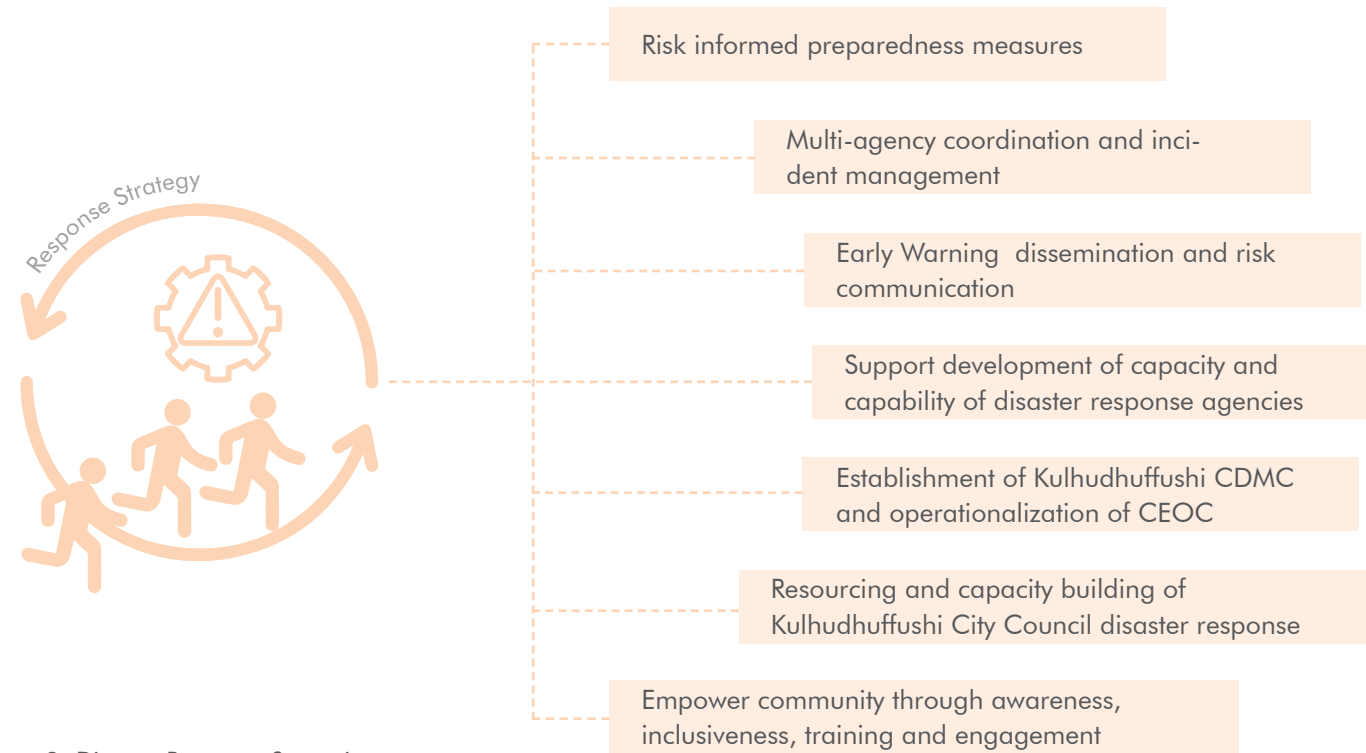 Risk informed preparedness measures
Multi-agency coordination and inci-
dent management
Response Strategy
Early Warning  dissemination and risk
communication
Support development of capacity and
capability of disaster response agencies
Establishment of Kulhudhuffushi CDMC
and operationalization of CEOC
Resourcing and capacity building of
Kulhudhuffushi City Council disaster response
Empower community through awareness,
inclusiveness, training and engagement